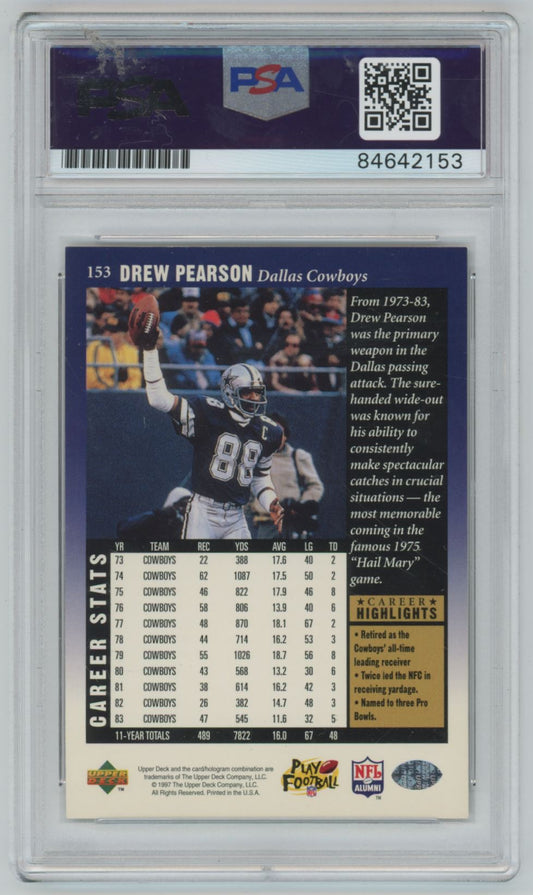 PSA
PSA
84642153
153 DREW PEARSON Dallas Cowboys
From 1973-83,
Drew Pearson
was the primary
weapon in the
Dallas passing
attack. The sure-
handed wide-out
was known for
his ability to
consistently
make spectacular
catches in crucial
situations — the
most memorable
coming in the
famous 1975
"Hail Mary"
game.
88
C
CAREER STATS
YR TEAM REC YDS AVG LG TD
73 COWBOYS 22 388 17.6 40 2
74 COWBOYS 62 1087 17.5 50 2
75 COWBOYS 46 822 17.9 46 8
76 COWBOYS 58 806 13.9 40 6
77 COWBOYS 48 870 18.1 67 2
78 COWBOYS 44 714 16.2 53 3
79 COWBOYS 55 1026 18.7 56 8
80 COWBOYS 43 568 13.2 30 6
81 COWBOYS 38 614 16.2 42 3
82 COWBOYS 26 382 14.7 48 3
83 COWBOYS 47 545 11.6 32 5
11-YEAR TOTALS 489 7822 16.0 67 48
★ CAREER ★
HIGHLIGHTS
• Retired as the
Cowboys' all-time
leading receiver
• Twice led the NFC in
receiving yardage.
• Named to three Pro
Bowls.
UPPER
DECK
TM
Upper Deck and the card/hologram combination are
trademarks of The Upper Deck Company, LLC.
© 1997 The Upper Deck Company, LLC.
All Rights Reserved. Printed in the U.S.A.
PLAY
FOOTBALL
NFL
NFL
ALUMNI
TM